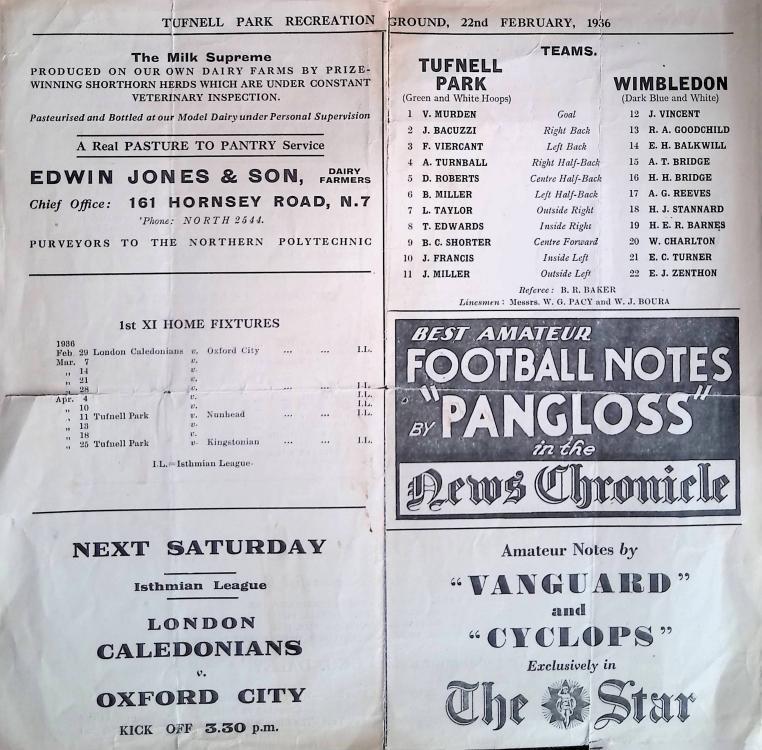 TUFNELL PARK RECREATION GROUND, 22nd FEBRUARY, 1936
The Milk Supreme
PRODUCED ON OUR OWN DAIRY FARMS BY PRIZE-
WINNING SHORTHORN HERDS WHICH ARE UNDER CONSTANT
VETERINARY INSPECTION.
Pasteurised and Bottled at our Model Dairy under Personal Supervision
A Real PASTURE TO PANTRY Service
EDWIN JONES & SON, DAIRY FARMERS
Chief Office: 161 HORNSEY ROAD, N.7
'Phone: NORTH 2544.
PURVEYORS TO THE NORTHERN POLYTECHNIC
1st XI HOME FIXTURES
1936
Feb. 29 London Caledonians v. Oxford City ... ... I.L.
Mar. 7 v.
„ 14 v.
„ 21 v.
„ 28 v. I.L.
Apr. 4 v. I.L.
„ 10 v. I.L.
„ 11 Tufnell Park v. Nunhead ... ... I.L.
„ 13 v.
„ 18 v.
„ 25 Tufnell Park v. Kingstonian ... ... I.L.
I.L.=Isthmian League.
NEXT SATURDAY
Isthmian League
LONDON
CALEDONIANS
v.
OXFORD CITY
KICK OFF 3.30 p.m.
TEAMS.
TUFNELL
PARK
(Green and White Hoops)
WIMBLEDON
(Dark Blue and White)
1 V. MURDEN Goal 12 J. VINCENT
2 J. BACUZZI Right Back 13 R. A. GOODCHILD
3 F. VIERCANT Left Back 14 E. H. BALKWILL
4 A. TURNBALL Right Half-Back 15 A. T. BRIDGE
5 D. ROBERTS Centre Half-Back 16 H. H. BRIDGE
6 B. MILLER Left Half-Back 17 A. G. REEVES
7 L. TAYLOR Outside Right 18 H. J. STANNARD
8 T. EDWARDS Inside Right 19 H. E. R. BARNES
9 B. C. SHORTER Centre Forward 20 W. CHARLTON
10 J. FRANCIS Inside Left 21 E. C. TURNER
11 J. MILLER Outside Left 22 E. J. ZENTHON
Referee: B. R. BAKER
Linesmen: Messrs. W. G. PACY and W. J. BOURA
BEST AMATEUR
FOOTBALL NOTES
BY "PANGLOSS"
in the
News Chronicle
Amateur Notes by
"VANGUARD"
and
"CYCLOPS"
Exclusively in
The Star